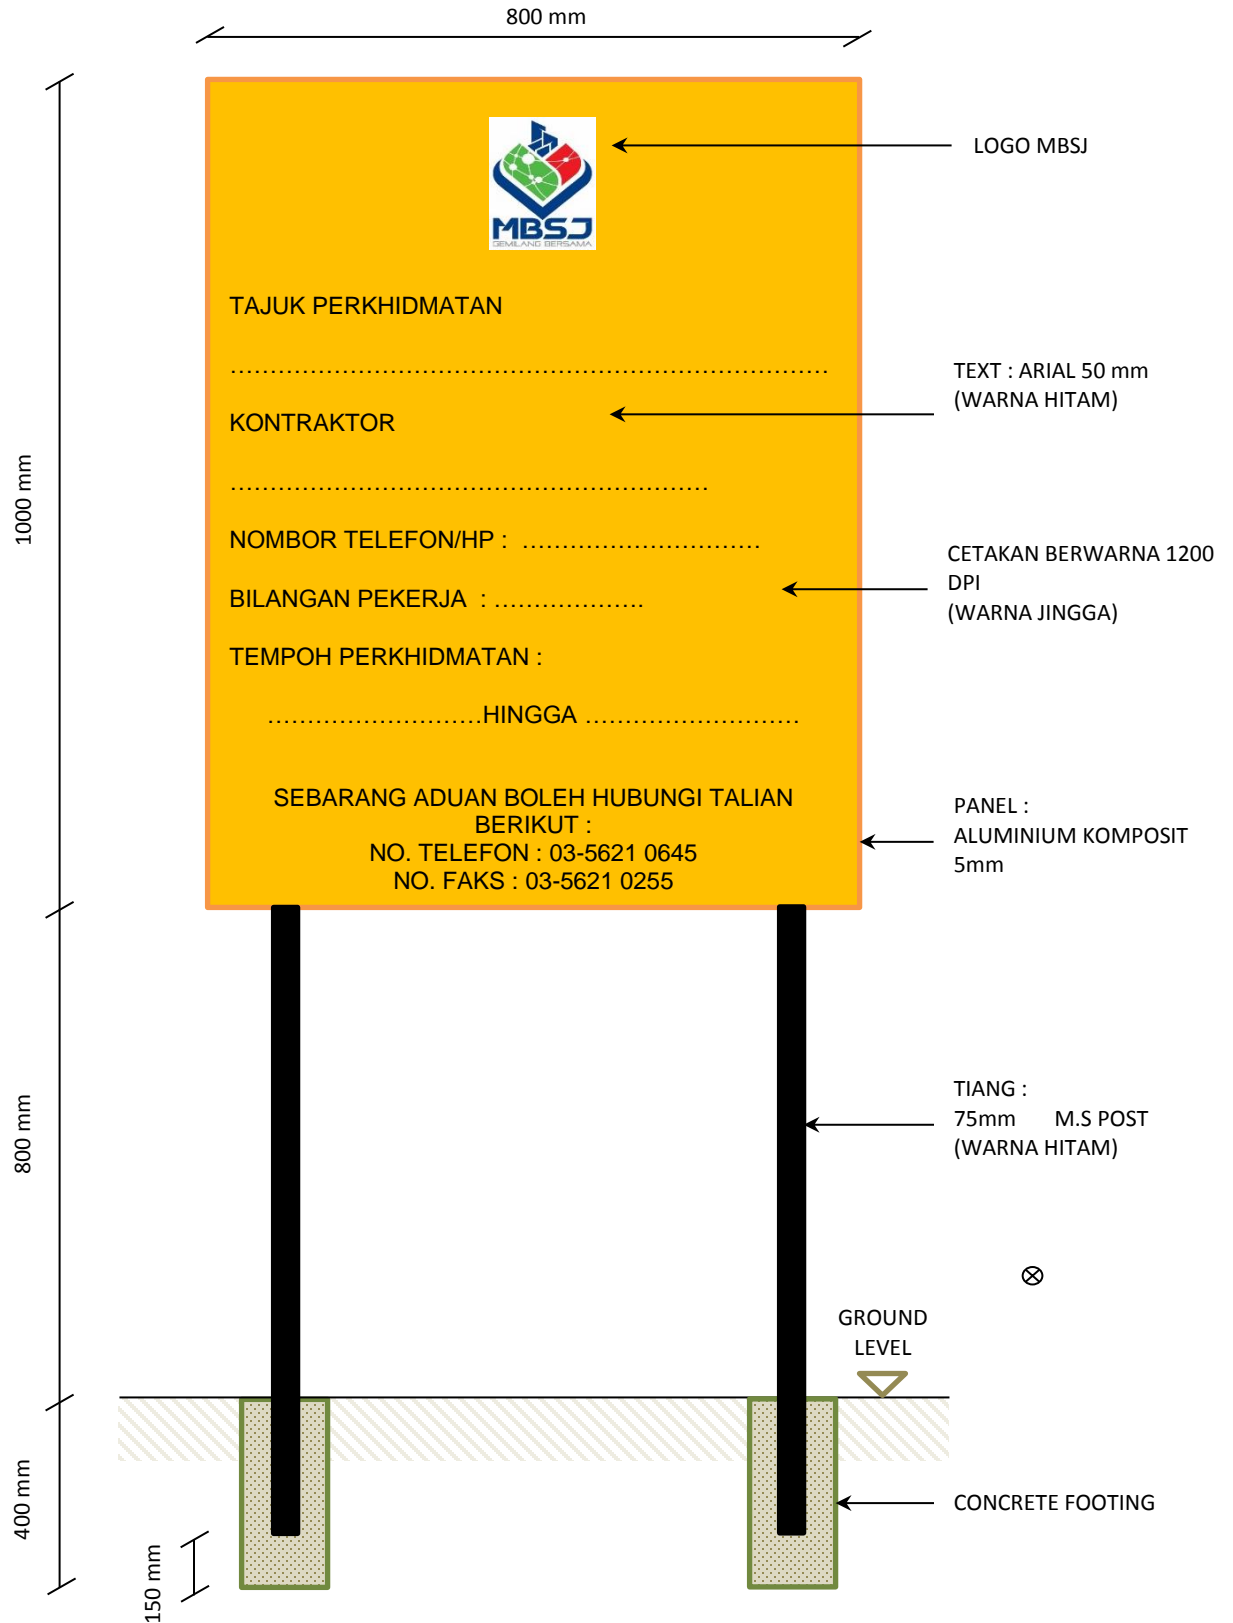 800 mm
LOGO MBSJ
MBSJ
GEMILANG BERSAMA
TAJUK PERKHIDMATAN
...........................................................................
TEXT : ARIAL 50 mm
(WARNA HITAM)
KONTRAKTOR
............................................................
1000 mm
NOMBOR TELEFON/HP : ..............................
CETAKAN BERWARNA 1200
DPI
(WARNA JINGGA)
BILANGAN PEKERJA : ...................
TEMPOH PERKHIDMATAN :
...........................HINGGA ...........................
SEBARANG ADUAN BOLEH HUBUNGI TALIAN
BERIKUT :
NO. TELEFON : 03-5621 0645
NO. FAKS : 03-5621 0255
PANEL :
ALUMINIUM KOMPOSIT
5mm
800 mm
TIANG :
75mm M.S POST
(WARNA HITAM)
GROUND
LEVEL
400 mm
CONCRETE FOOTING
150 mm